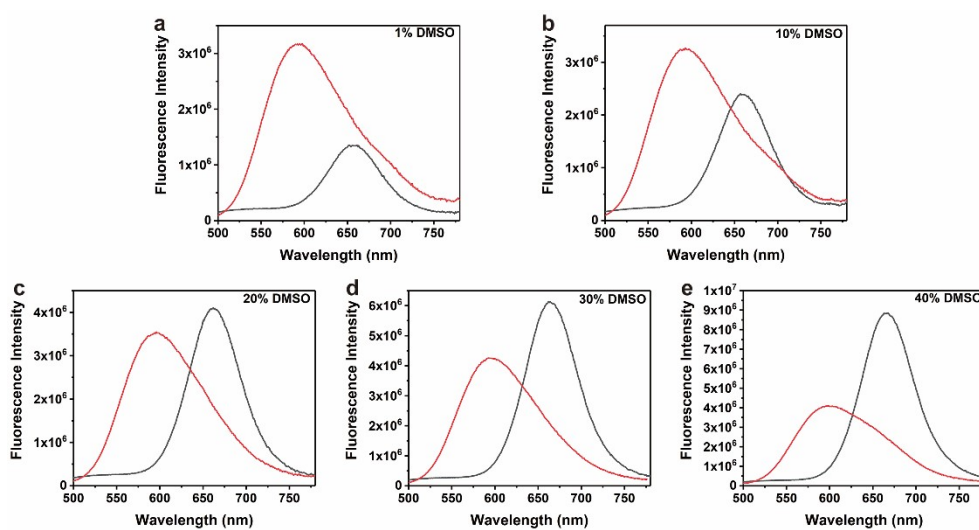 a
1% DMSO
Fluorescence Intensity
3x10⁶
2x10⁶
1x10⁶
0
500 550 600 650 700 750
Wavelength (nm)
b
10% DMSO
Fluorescence Intensity
3x10⁶
2x10⁶
1x10⁶
0
500 550 600 650 700 750
Wavelength (nm)
c
20% DMSO
Fluorescence Intensity
4x10⁶
3x10⁶
2x10⁶
1x10⁶
0
500 550 600 650 700 750
Wavelength (nm)
d
30% DMSO
Fluorescence Intensity
6x10⁶
5x10⁶
4x10⁶
3x10⁶
2x10⁶
1x10⁶
0
500 550 600 650 700 750
Wavelength (nm)
e
40% DMSO
Fluorescence Intensity
1x10⁷
9x10⁶
8x10⁶
7x10⁶
6x10⁶
5x10⁶
4x10⁶
3x10⁶
2x10⁶
1x10⁶
0
500 550 600 650 700 750
Wavelength (nm)